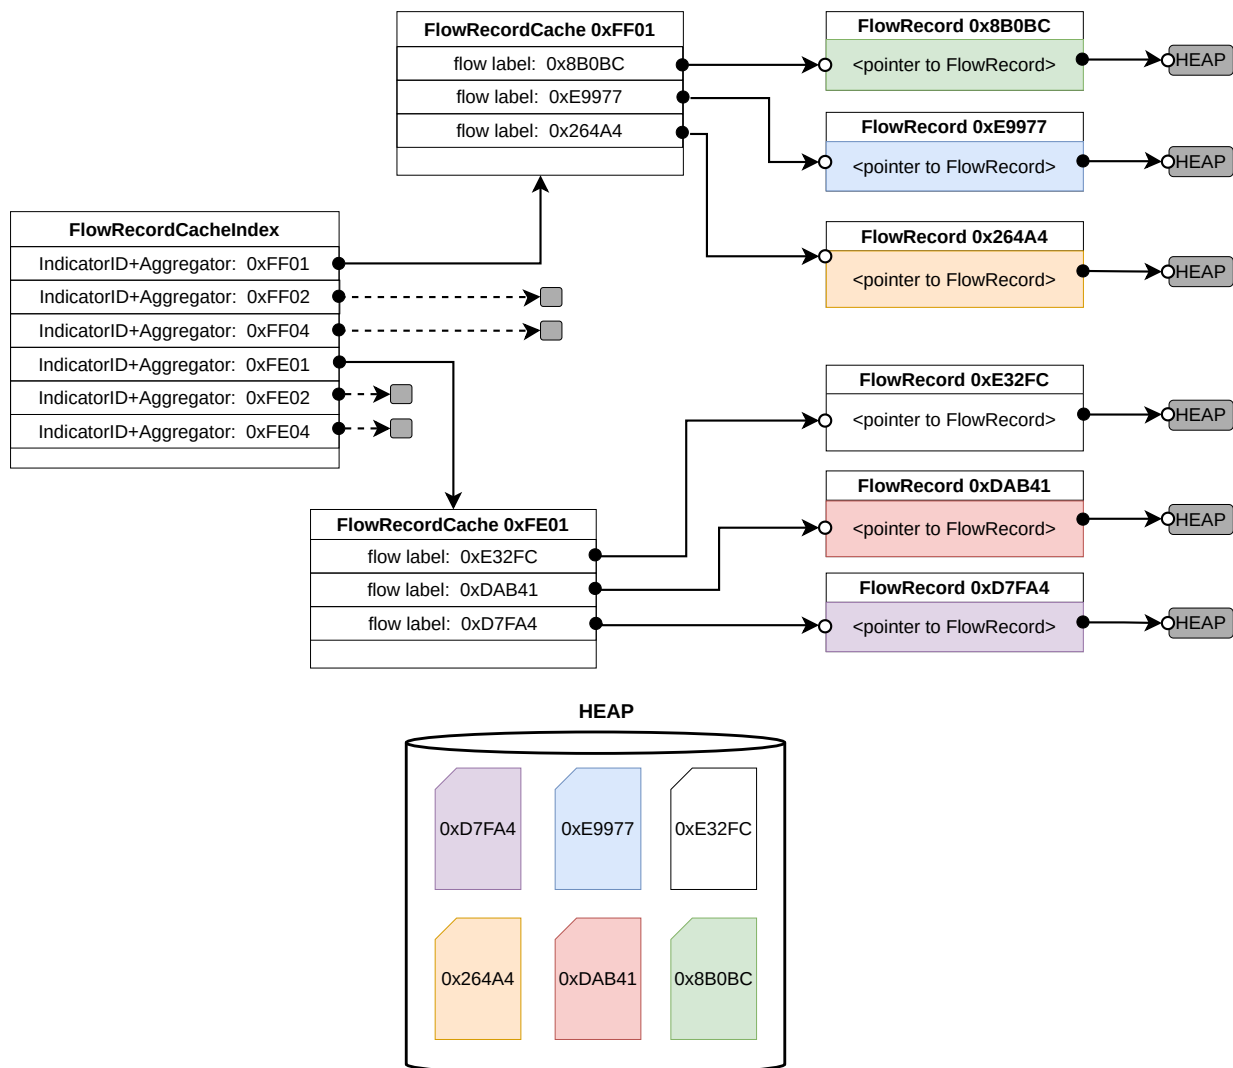 FlowRecordCache 0xFF01
flow label: 0x8B0BC
flow label: 0xE9977
flow label: 0x264A4
FlowRecord 0x8B0BC
<pointer to FlowRecord>
HEAP
FlowRecord 0xE9977
<pointer to FlowRecord>
HEAP
FlowRecord 0x264A4
<pointer to FlowRecord>
HEAP
FlowRecordCacheIndex
IndicatorID+Aggregator: 0xFF01
IndicatorID+Aggregator: 0xFF02
IndicatorID+Aggregator: 0xFF04
IndicatorID+Aggregator: 0xFE01
IndicatorID+Aggregator: 0xFE02
IndicatorID+Aggregator: 0xFE04
FlowRecord 0xE32FC
<pointer to FlowRecord>
HEAP
FlowRecord 0xDAB41
<pointer to FlowRecord>
HEAP
FlowRecord 0xD7FA4
<pointer to FlowRecord>
HEAP
FlowRecordCache 0xFE01
flow label: 0xE32FC
flow label: 0xDAB41
flow label: 0xD7FA4
HEAP
0xD7FA4
0xE9977
0xE32FC
0x264A4
0xDAB41
0x8B0BC